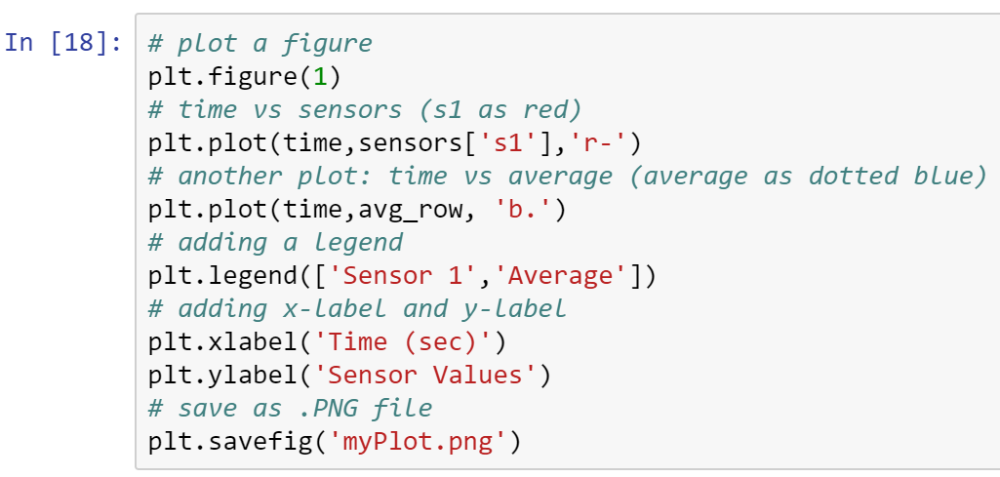 In [18]: # plot a figure
plt.figure(1)
# time vs sensors (s1 as red)
plt.plot(time,sensors['s1'],'r-')
# another plot: time vs average (average as dotted blue)
plt.plot(time,avg_row, 'b.')
# adding a legend
plt.legend(['Sensor 1','Average'])
# adding x-label and y-label
plt.xlabel('Time (sec)')
plt.ylabel('Sensor Values')
# save as .PNG file
plt.savefig('myPlot.png')